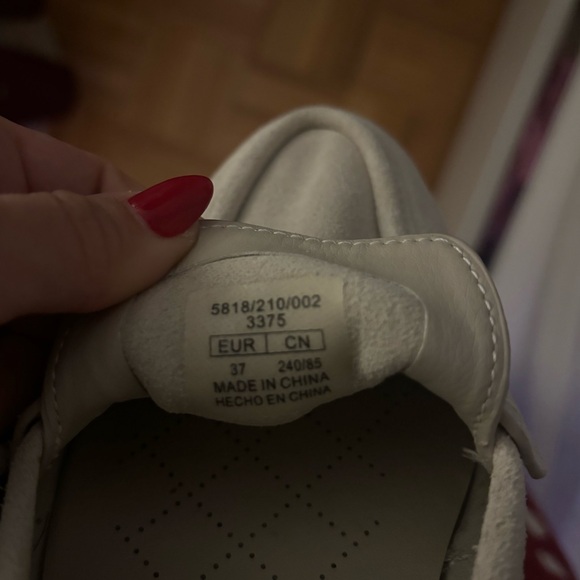 5818/210/002
3375
EUR CN
37 240/85
MADE IN CHINA
HECHO EN CHINA